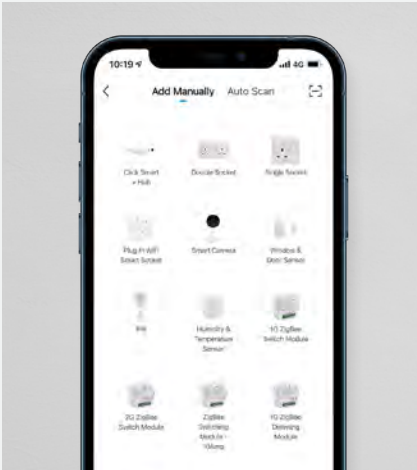 10:19
4G
Add Manually Auto Scan
Click Smart
+ Hub
Double Socket
Single Socket
Plug In WiFi
Smart Socket
Smart Camera
Window &
Door Sensor
PIR
Humidity &
Temperature
Sensor
1G ZigBee
Switch Module
2G ZigBee
Switch Module
ZigBee
Switching
Module -
1G ZigBee
Dimming
Module